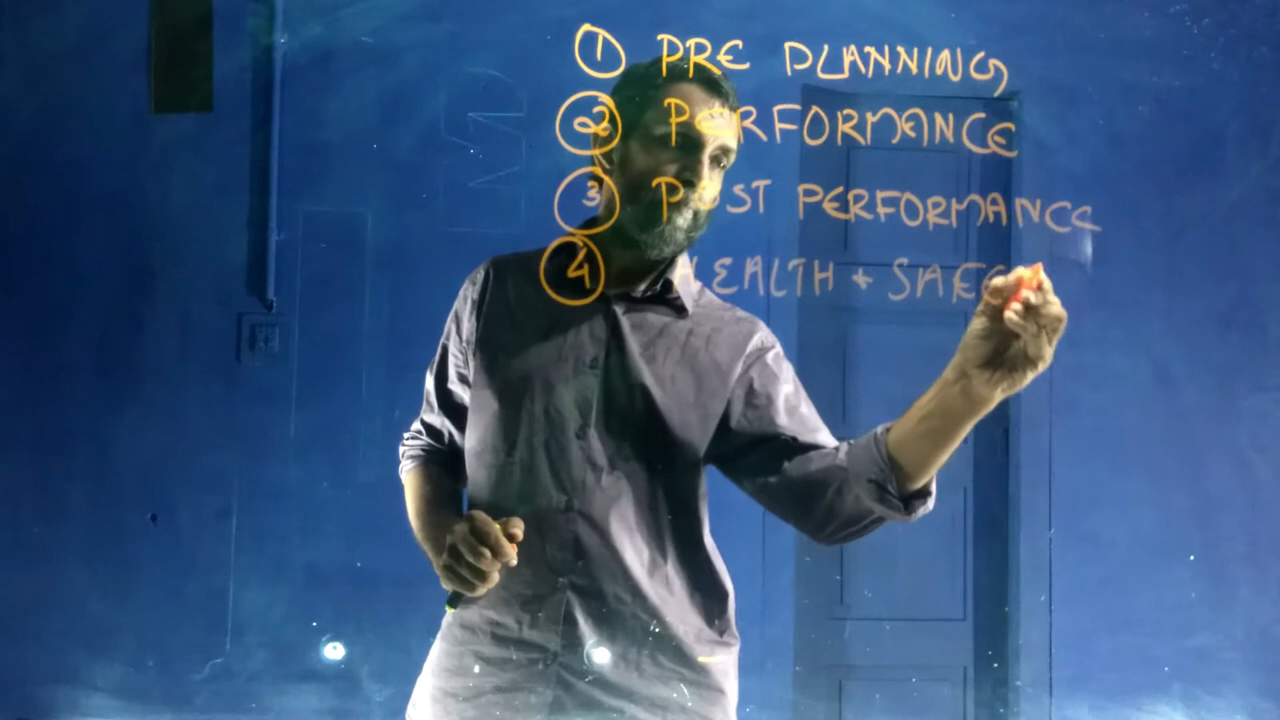 ① PRE PLANNING
② PERFORMANCE
③ POST PERFORMANCE
④ HEALTH + SAFE